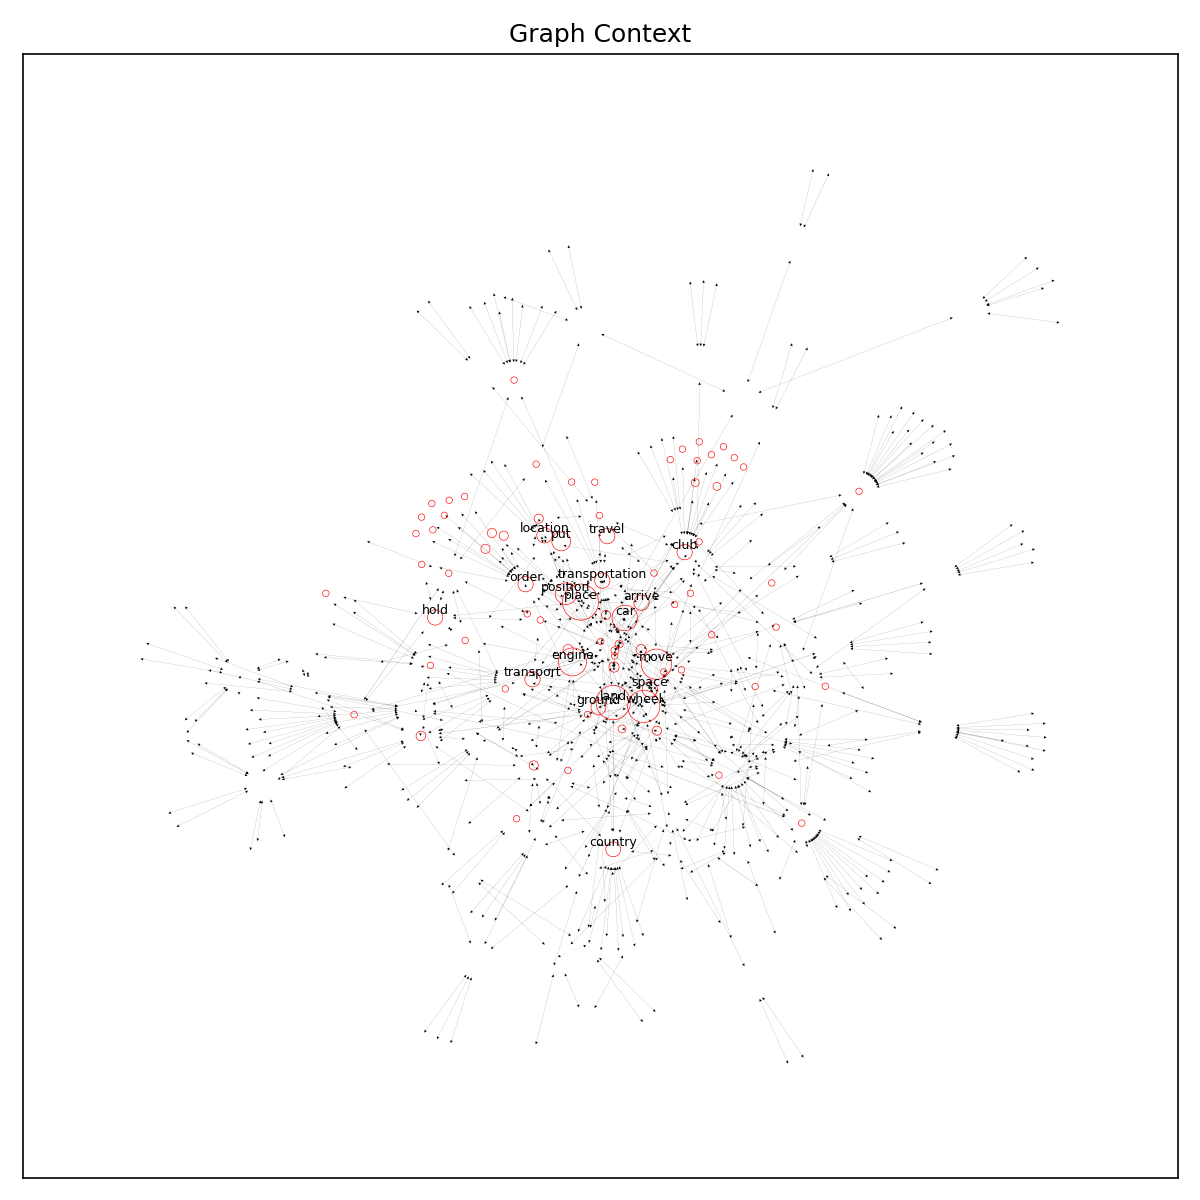 Graph Context
location
put
travel
club
order
transportation
position
place
arrive
hold
car
engine
move
transport
space
land
ground
wheel
country